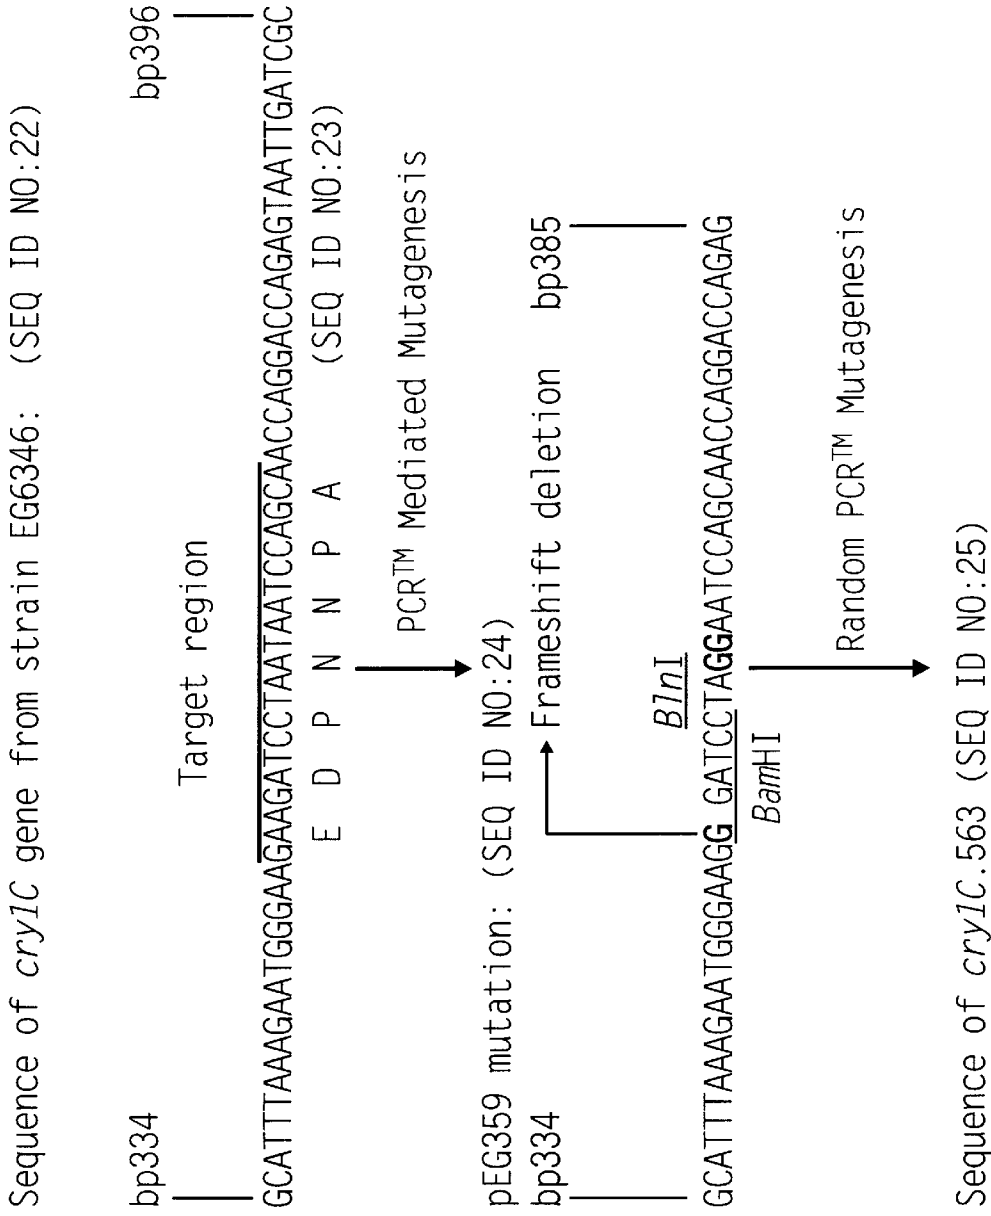 Sequence of cry1C gene from strain EG6346: (SEQ ID NO:22)
bp334 bp396
Target region
GCATTTAAAGAATGGGAAGAAGATCCTAATAATCCAGCAACCAGGACCAGAGTAATTGATCGC
E D P N N P A (SEQ ID NO:23)
PCR™ Mediated Mutagenesis
pEG359 mutation: (SEQ ID NO:24)
bp334 Frameshift deletion bp385
BlnI
GCATTTAAAGAATGGGAAGG GATCCTAGGAATCCAGCAACCAGGACCAGAG
BamHI
Random PCR™ Mutagenesis
Sequence of cry1C.563 (SEQ ID NO:25)